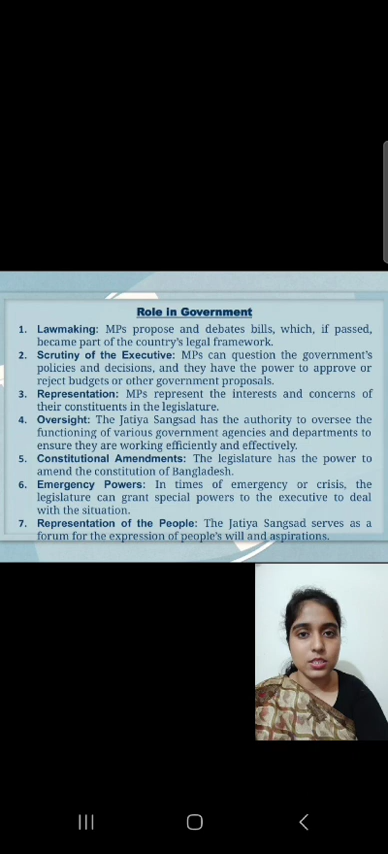 Role in Government
1. Lawmaking: MPs propose and debates bills, which, if passed,
became part of the country's legal framework.
2. Scrutiny of the Executive: MPs can question the government's
policies and decisions, and they have the power to approve or
reject budgets or other government proposals.
3. Representation: MPs represent the interests and concerns of
their constituents in the legislature.
4. Oversight: The Jatiya Sangsad has the authority to oversee the
functioning of various government agencies and departments to
ensure they are working efficiently and effectively.
5. Constitutional Amendments: The legislature has the power to
amend the constitution of Bangladesh.
6. Emergency Powers: In times of emergency or crisis, the
legislature can grant special powers to the executive to deal
with the situation.
7. Representation of the People: The Jatiya Sangsad serves as a
forum for the expression of people's will and aspirations.